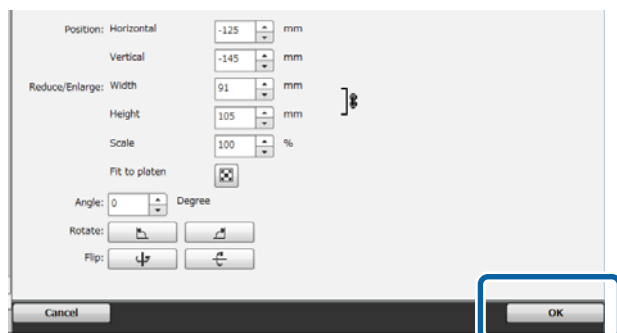 Position: Horizontal -125 mm
Vertical -145 mm
Reduce/Enlarge: Width 91 mm
Height 105 mm
Scale 100 %
Fit to platen
Angle: 0 Degree
Rotate:
Flip:
Cancel OK